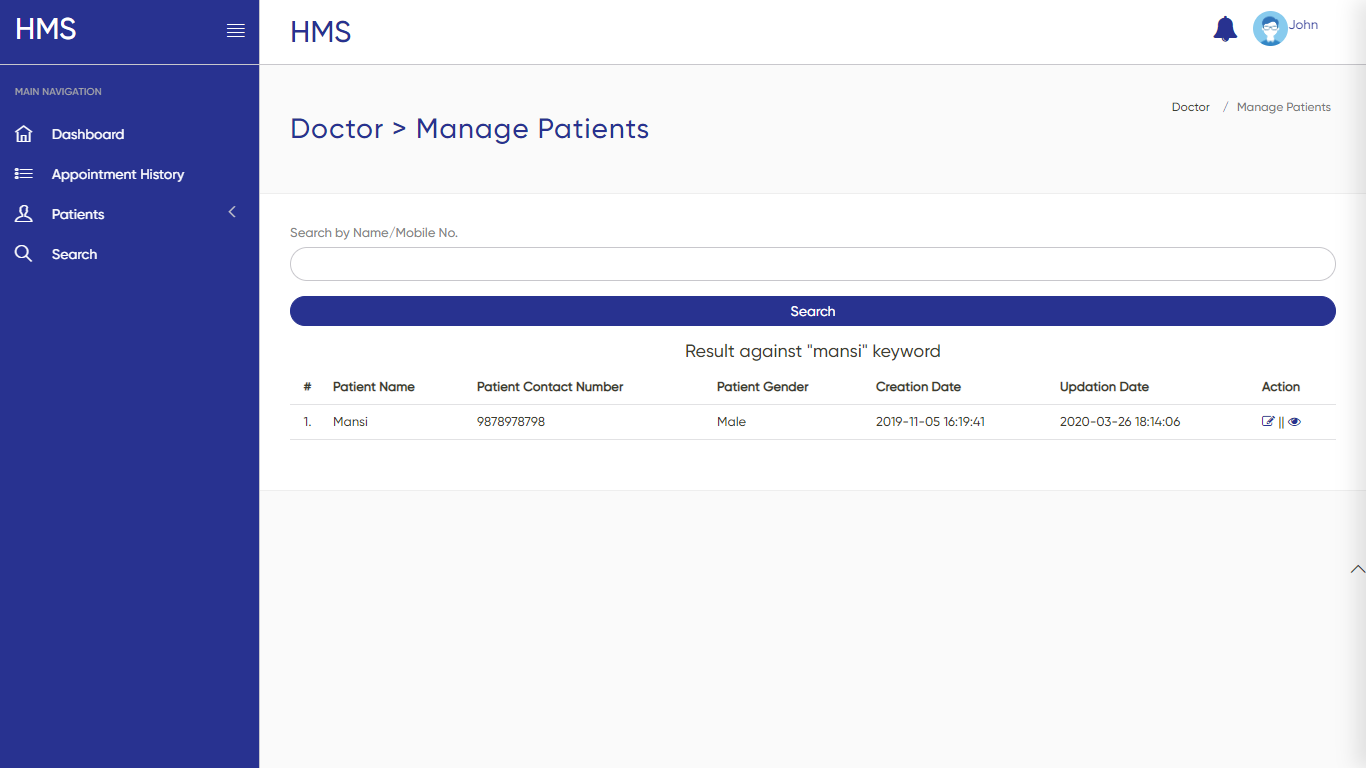 HMS
HMS
John
MAIN NAVIGATION
Dashboard
Appointment History
Patients
Search
Doctor > Manage Patients
Doctor / Manage Patients
Search by Name/Mobile No.
Search
Result against "mansi" keyword
# Patient Name Patient Contact Number Patient Gender Creation Date Updation Date Action
1. Mansi 9878978798 Male 2019-11-05 16:19:41 2020-03-26 18:14:06 ||